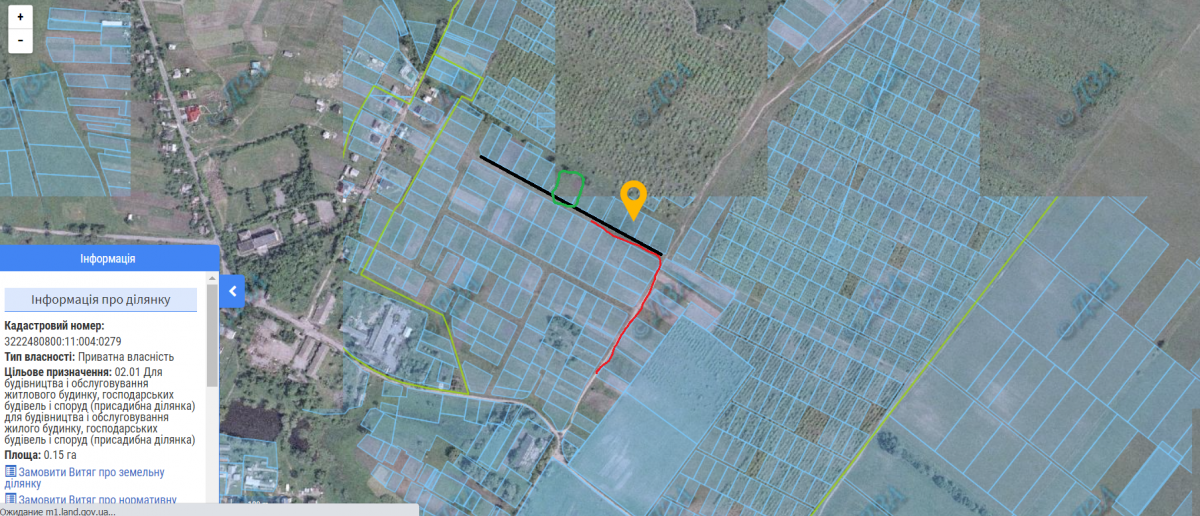 +
-
Інформація
Інформація про ділянку
Кадастровий номер:
3222480800:11:004:0279
Тип власності: Приватна власність
Цільове призначення: 02.01 Для
будівництва і обслуговування
житлового будинку, господарських
будівель і споруд (присадибна ділянка)
для будівництва і обслуговування
жилого будинку, господарських
будівель і споруд (присадибна ділянка)
Площа: 0.15 га
Замовити Витяг про земельну
ділянку
Замовити Витяг про нормативну
Ожидание m1.land.gov.ua...